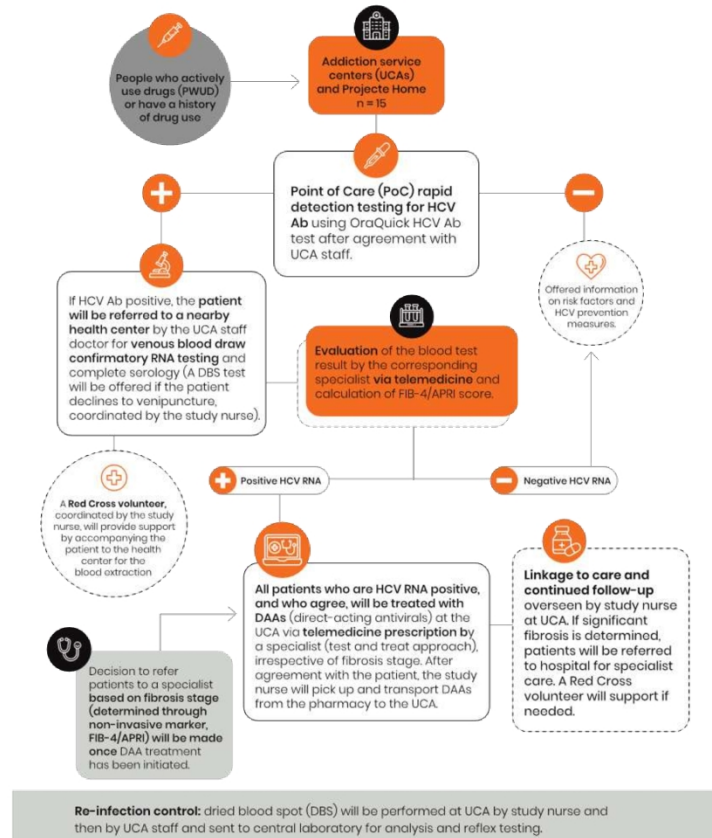 People who actively
use drugs (PWUD)
or have a history
of drug use
Addiction service
centers (UCAs)
and Projecte Home
n = 15
Point of Care (PoC) rapid
detection testing for HCV
Ab using OraQuick HCV Ab
test after agreement with
UCA staff.
If HCV Ab positive, the patient
will be referred to a nearby
health center by the UCA staff
doctor for venous blood draw
confirmatory RNA testing and
complete serology (A DBS test
will be offered if the patient
declines to venipuncture,
coordinated by the study nurse).
Offered information
on risk factors and
HCV prevention
measures.
Evaluation of the blood test
result by the corresponding
specialist via telemedicine and
calculation of FIB-4/APRI score.
A Red Cross volunteer,
coordinated by the study
nurse, will provide support
by accompanying the
patient to the health
center for the
blood extraction
Positive HCV RNA
Negative HCV RNA
All patients who are HCV RNA positive,
and who agree, will be treated with
DAAs (direct-acting antivirals) at the
UCA via telemedicine prescription by
a specialist (test and treat approach),
irrespective of fibrosis stage. After
agreement with the patient, the study
nurse will pick up and transport DAAs
from the pharmacy to the UCA.
Linkage to care and
continued follow-up
overseen by study nurse
at UCA. If significant
fibrosis is determined,
patients will be referred
to hospital for specialist
care. A Red Cross
volunteer will support if
needed.
Decision to refer
patients to a specialist
based on fibrosis stage
(determined through
non-invasive marker,
FIB-4/APRI) will be made
once DAA treatment
has been initiated.
Re-infection control: dried blood spot (DBS) will be performed at UCA by study nurse and
then by UCA staff and sent to central laboratory for analysis and reflex testing.